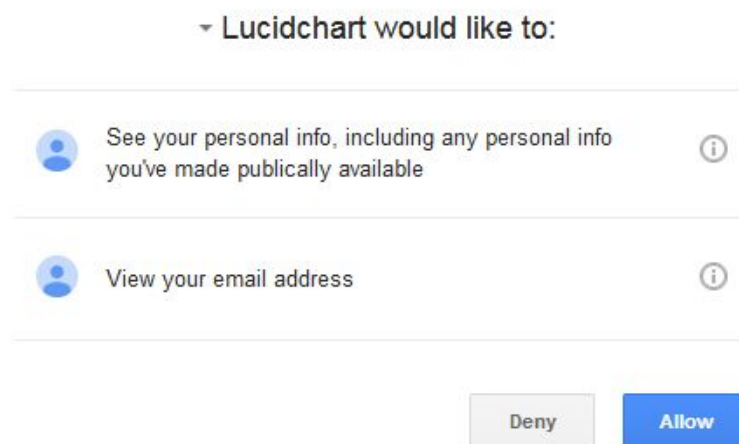 Lucidchart would like to:
See your personal info, including any personal info
you've made publically available
View your email address
Deny
Allow